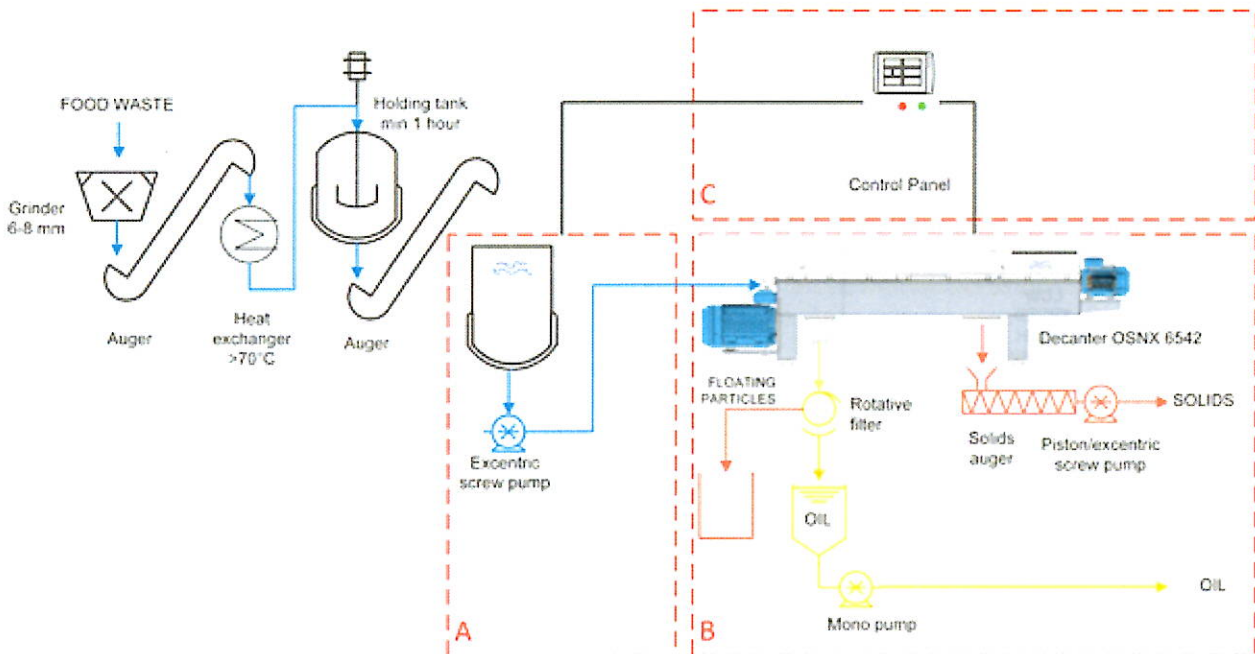 FOOD WASTE
Grinder
6-8 mm
Auger
Heat
exchanger
>70°C
Holding tank
min 1 hour
Auger
Excentric
screw pump
A
Control Panel
C
Decanter OSNX 6542
FLOATING
PARTICLES
Rotative
filter
Solids
auger
Piston/excentric
screw pump
SOLIDS
OIL
Mono pump
OIL
B